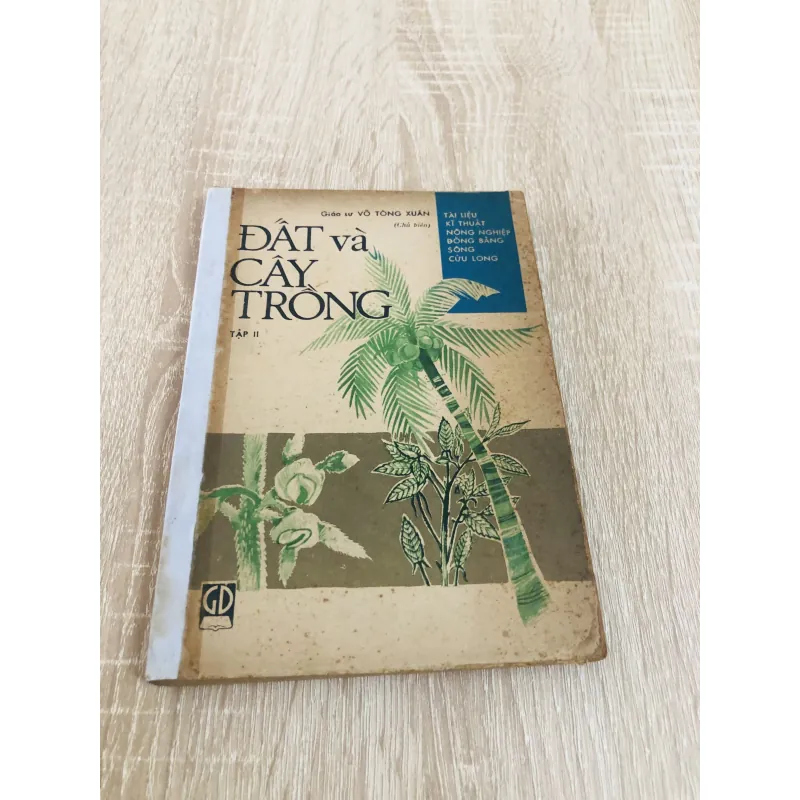 Giáo sư VÕ TÒNG XUÂN
(Chủ biên)
ĐẤT và
CÂY
TRỒNG
TẬP II
TÀI LIỆU
KĨ THUẬT
NÔNG NGHIỆP
ĐỒNG BẰNG
SÔNG
CỬU LONG
GD